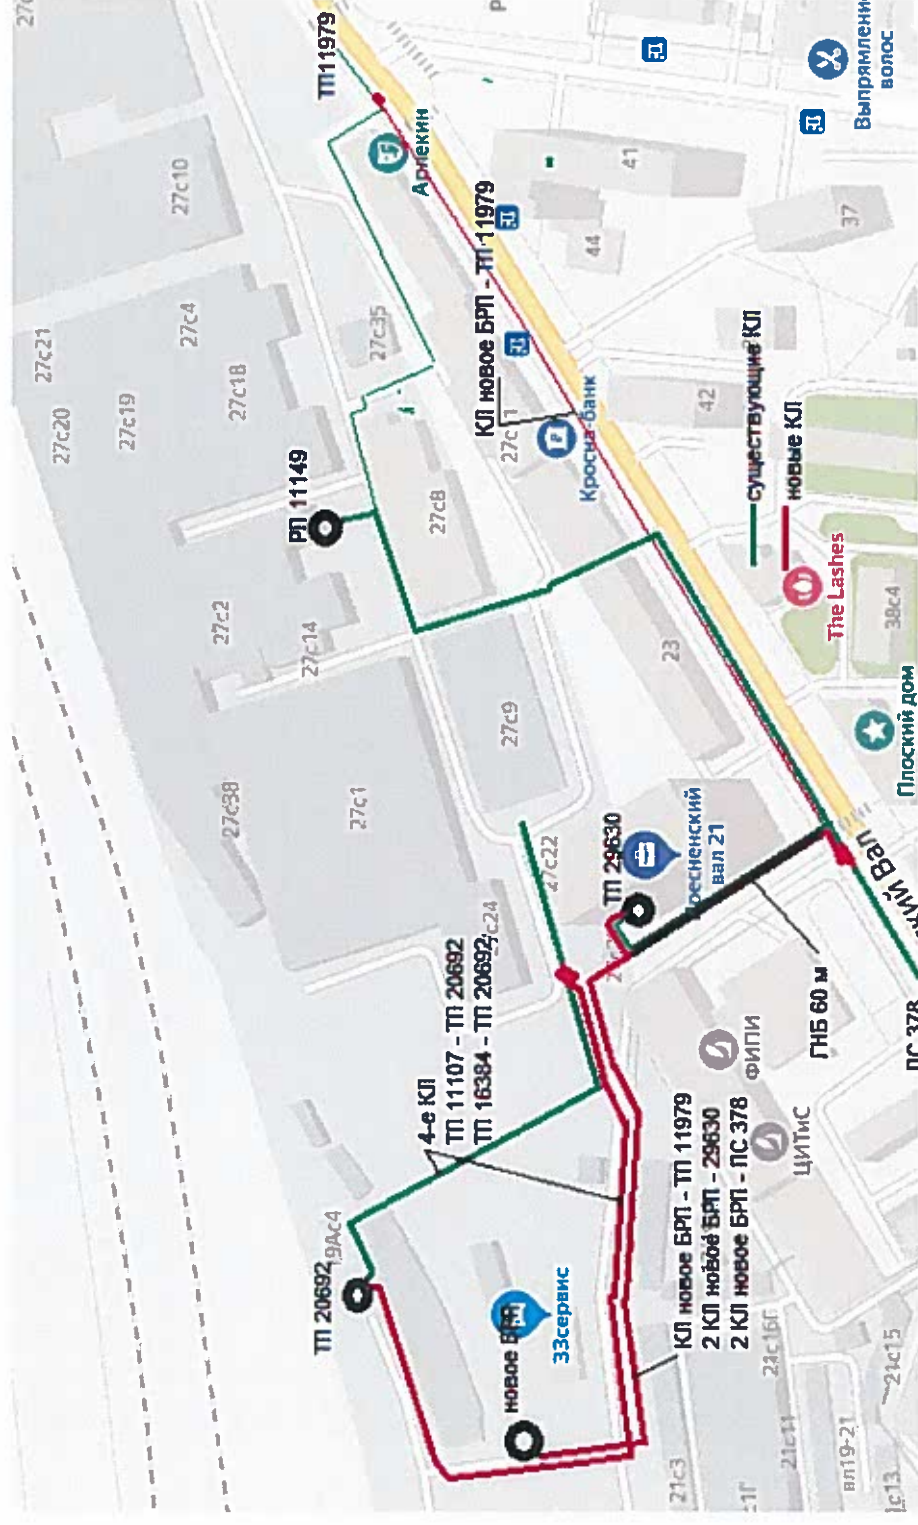 ТП11979
Арлекин
КЛ новое БРП - ТП 11979
Кросна-банк
РП 11149
существующие КЛ
новые КЛ
The Lashes
Плоский дом
Выпрямление
волос
ТП 29630
Пресненский
вал 21
ГНБ 60 м
ПС 378
ФИПИ
ЦИТиС
4-е КЛ
ТП 11107 - ТП 20692
ТП 16384 - ТП 20692
КЛ новое БРП - ТП 11979
2 КЛ новое БРП - 29630
2 КЛ новое БРП - ПС 378
ТП 20692
новое БРП
33сервис
27с10
27с21
27с20
27с19
27с4
27с18
27с35
27с8
27с2
27с14
27с9
27с38
27с1
27с22
23
41
44
37
42
38с4
21с3
21с11
21с15
вл19-21